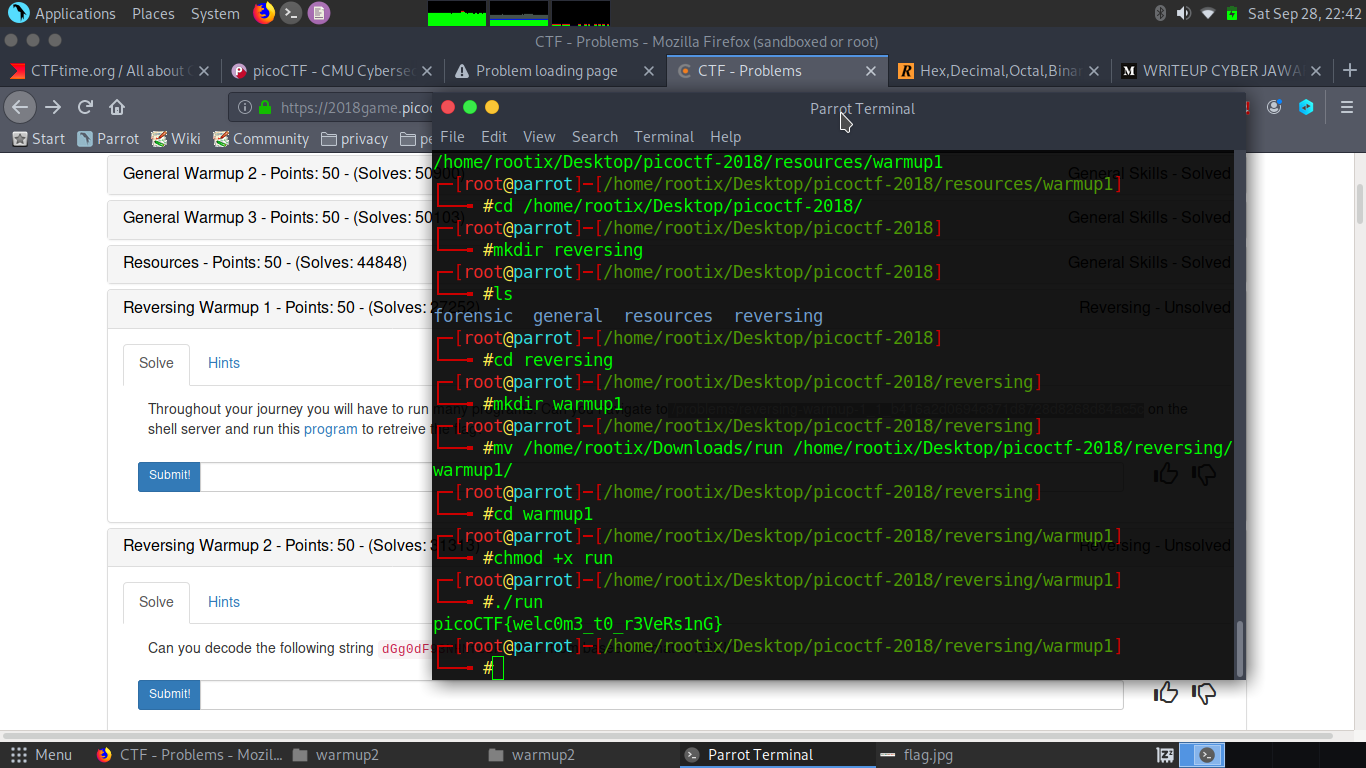 Applications Places System Sat Sep 28, 22:42
CTF - Problems - Mozilla Firefox (sandboxed or root)
CTFtime.org / All about picoCTF - CMU Cyberse Problem loading page CTF - Problems Hex,Decimal,Octal,Bina WRITEUP CYBER JAWA
https://2018game.pico
Start Parrot Wiki Community privacy pe
General Warmup 2 - Points: 50 - (Solves: 50900) General Skills - Solved
General Warmup 3 - Points: 50 - (Solves: 50103) General Skills - Solved
Resources - Points: 50 - (Solves: 44848) General Skills - Solved
Reversing Warmup 1 - Points: 50 - (Solves: Reversing - Unsolved
Solve Hints
Throughout your journey you will have to run many on the
shell server and run this program to retreive
Submit!
Reversing Warmup 2 - Points: 50 - (Solves: Reversing - Unsolved
Solve Hints
Can you decode the following string dGg0dF
Submit!
Parrot Terminal
File Edit View Search Terminal Help
/home/rootix/Desktop/picoctf-2018/resources/warmup1
┌─[root@parrot]─[/home/rootix/Desktop/picoctf-2018/resources/warmup1]
└──╼ #cd /home/rootix/Desktop/picoctf-2018/
┌─[root@parrot]─[/home/rootix/Desktop/picoctf-2018]
└──╼ #mkdir reversing
┌─[root@parrot]─[/home/rootix/Desktop/picoctf-2018]
└──╼ #ls
forensic general resources reversing
┌─[root@parrot]─[/home/rootix/Desktop/picoctf-2018]
└──╼ #cd reversing
┌─[root@parrot]─[/home/rootix/Desktop/picoctf-2018/reversing]
└──╼ #mkdir warmup1
┌─[root@parrot]─[/home/rootix/Desktop/picoctf-2018/reversing]
└──╼ #mv /home/rootix/Downloads/run /home/rootix/Desktop/picoctf-2018/reversing/
warmup1/
┌─[root@parrot]─[/home/rootix/Desktop/picoctf-2018/reversing]
└──╼ #cd warmup1
┌─[root@parrot]─[/home/rootix/Desktop/picoctf-2018/reversing/warmup1]
└──╼ #chmod +x run
┌─[root@parrot]─[/home/rootix/Desktop/picoctf-2018/reversing/warmup1]
└──╼ #./run
picoCTF{welc0m3_t0_r3VeRs1nG}
┌─[root@parrot]─[/home/rootix/Desktop/picoctf-2018/reversing/warmup1]
└──╼ #
Menu CTF - Problems - Mozil... warmup2 warmup2 Parrot Terminal flag.jpg